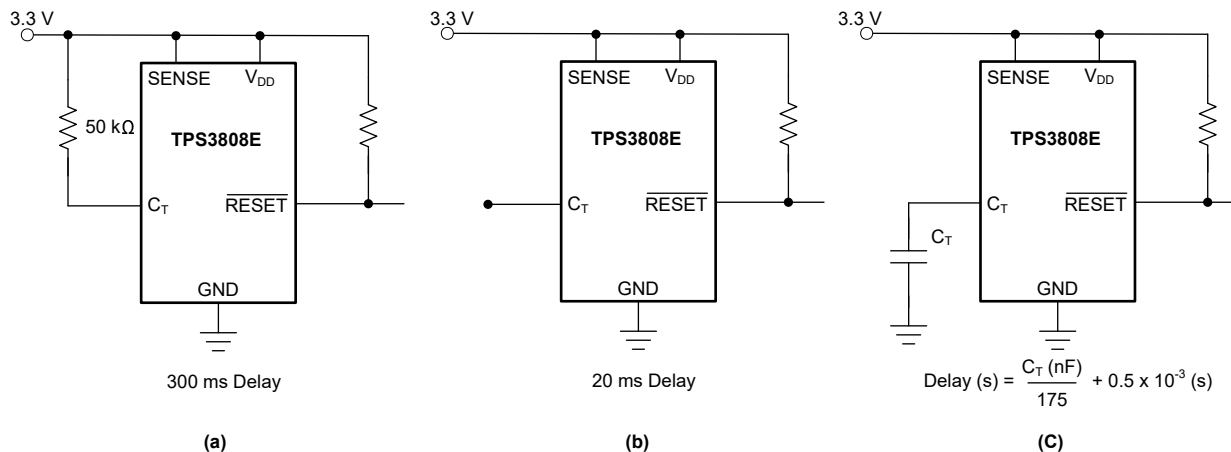 3.3 V
SENSE V_DD
50 kΩ
TPS3808E
C_T RESET
GND
300 ms Delay
(a)
3.3 V
SENSE V_DD
TPS3808E
C_T RESET
GND
20 ms Delay
(b)
3.3 V
SENSE V_DD
TPS3808E
C_T RESET
C_T
GND
Delay (s) = C_T (nF) / 175 + 0.5 x 10^-3 (s)
(C)